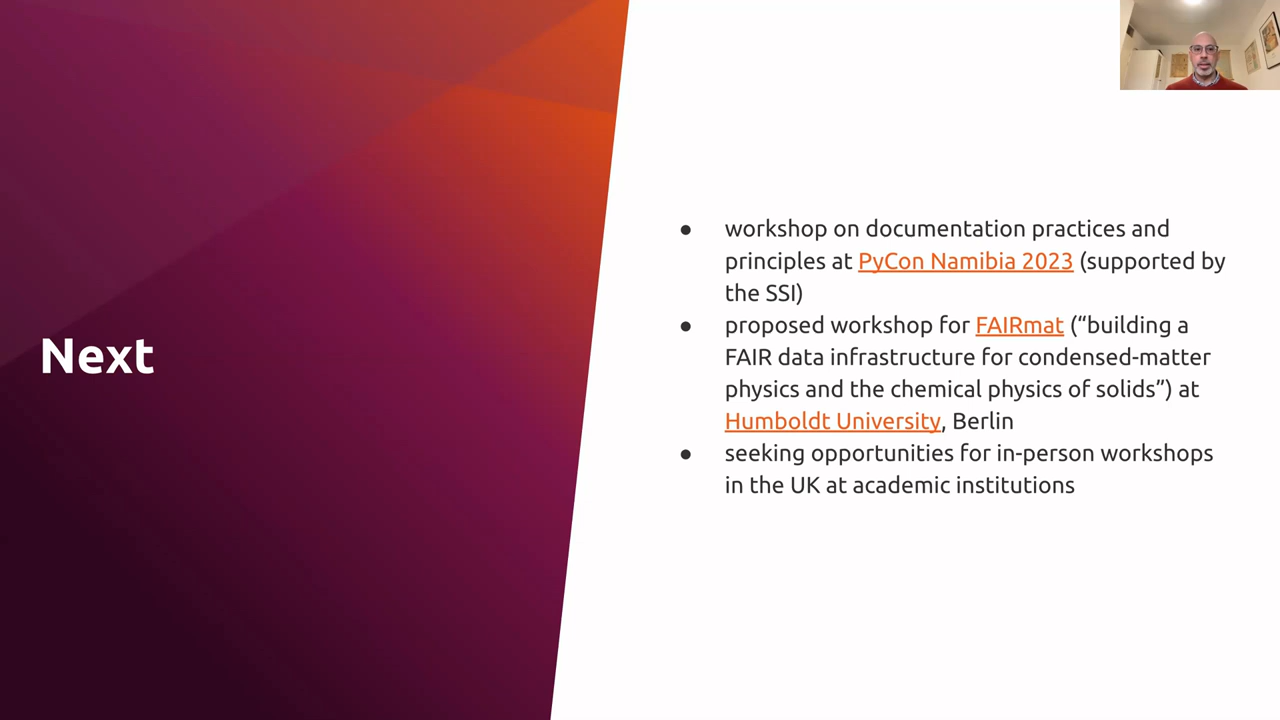 Next
● workshop on documentation practices and
principles at PyCon Namibia 2023 (supported by
the SSI)
● proposed workshop for FAIRmat (“building a
FAIR data infrastructure for condensed-matter
physics and the chemical physics of solids”) at
Humboldt University, Berlin
● seeking opportunities for in-person workshops
in the UK at academic institutions